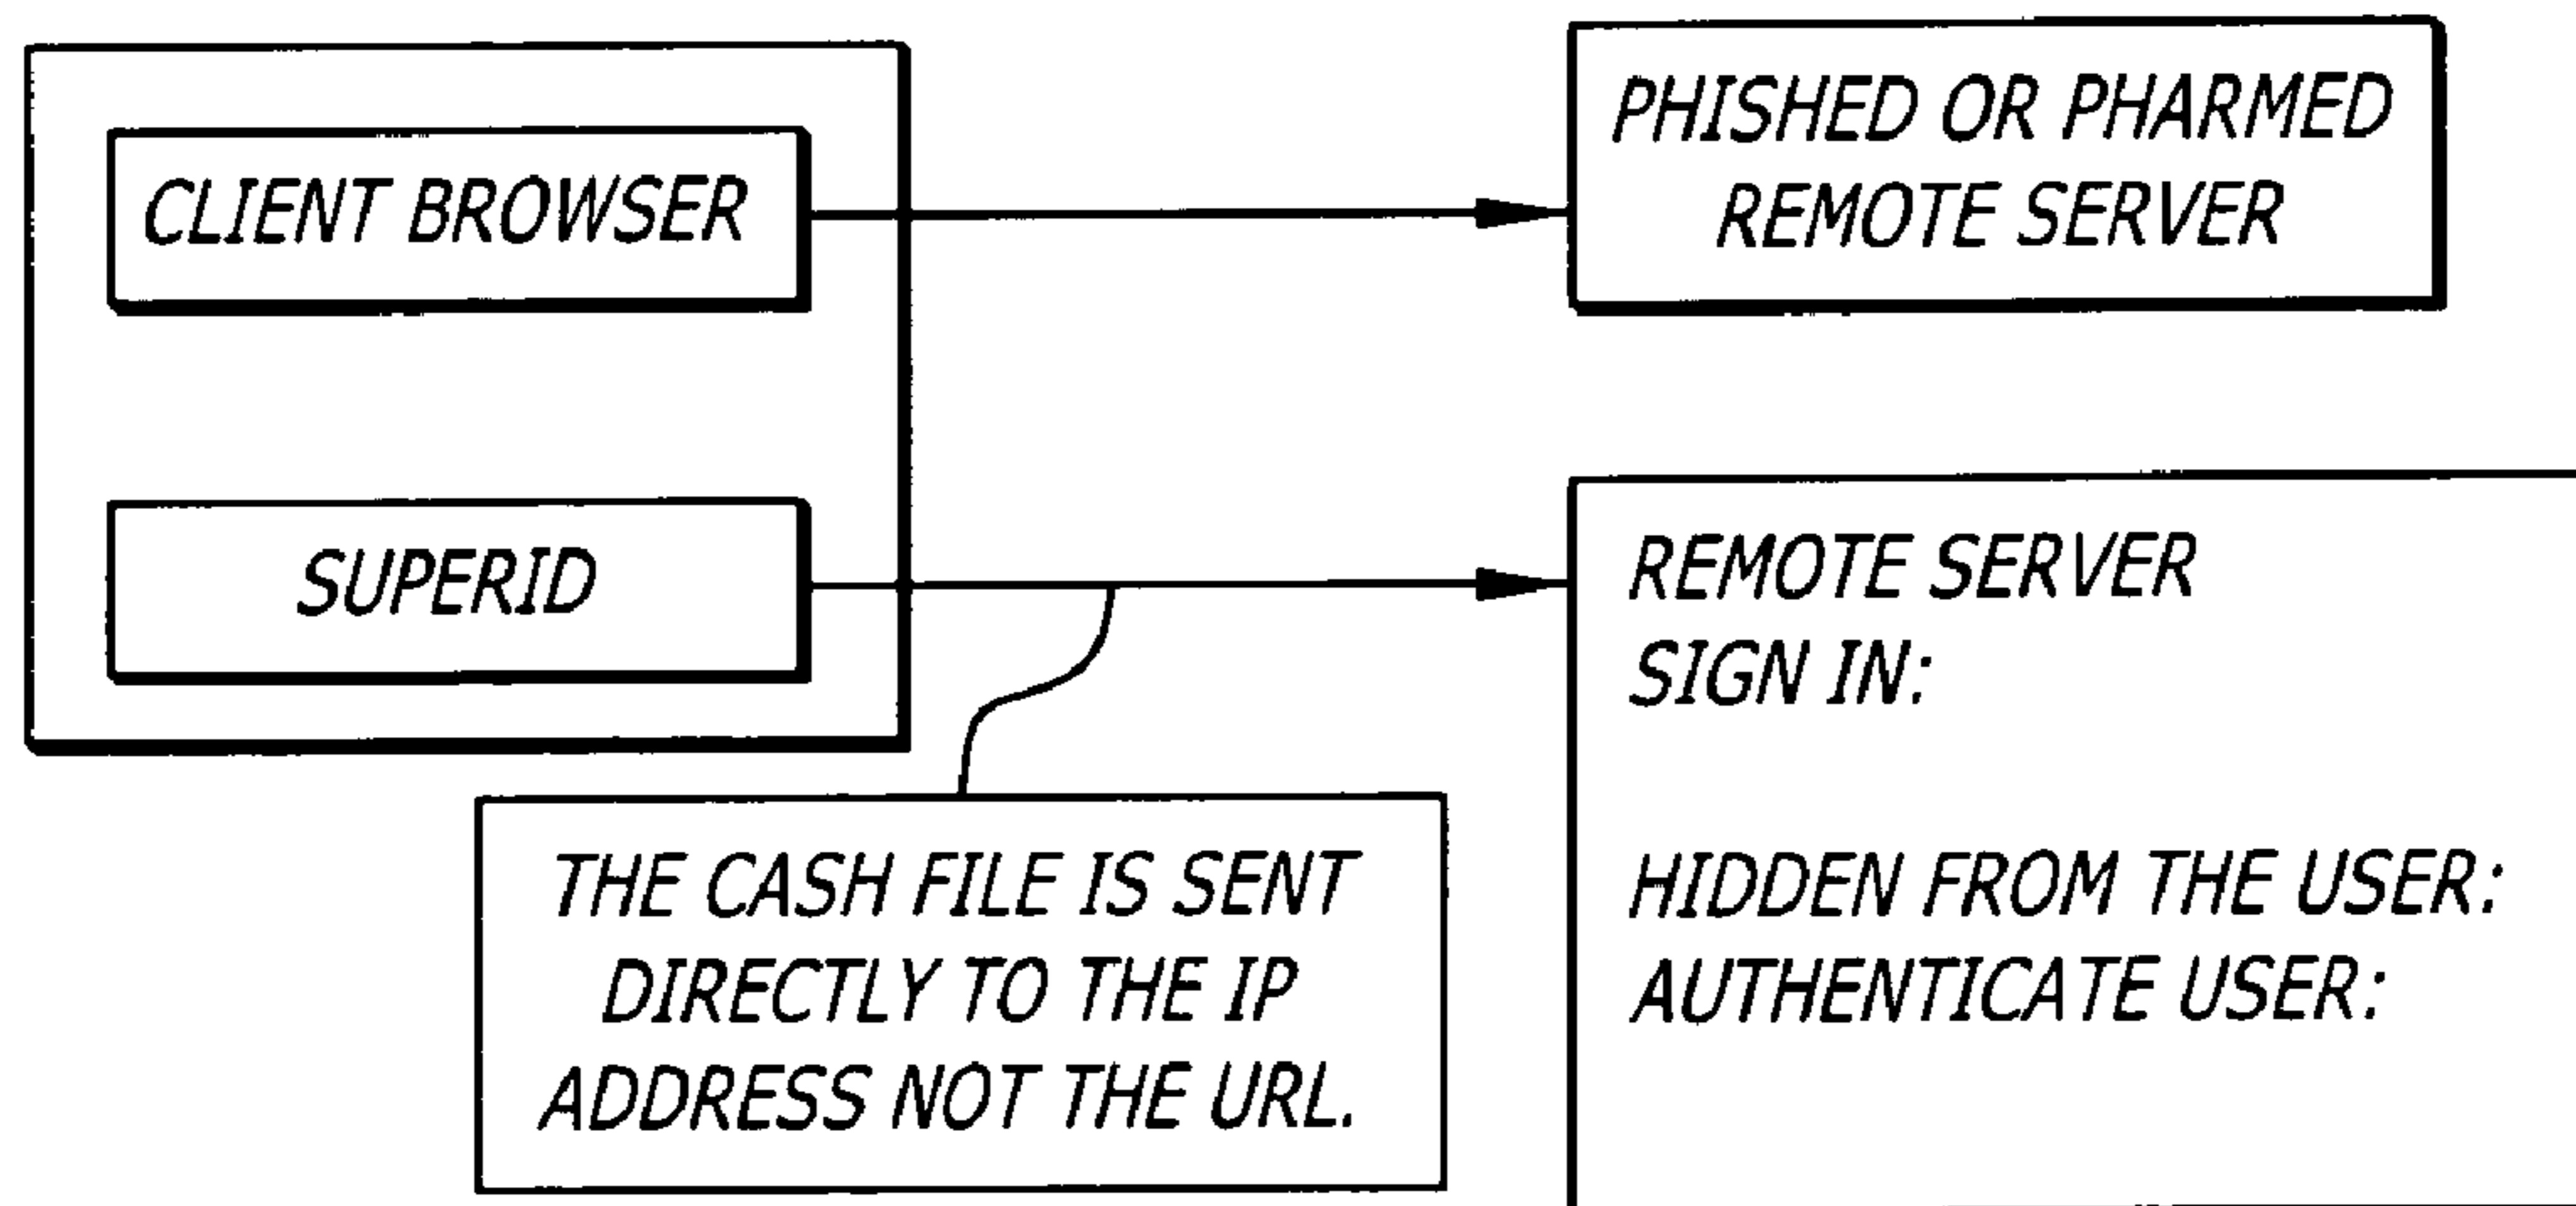 CLIENT BROWSER
PHISHED OR PHARMED
REMOTE SERVER
SUPERID
REMOTE SERVER
SIGN IN:
HIDDEN FROM THE USER:
AUTHENTICATE USER:
THE CASH FILE IS SENT
DIRECTLY TO THE IP
ADDRESS NOT THE URL.